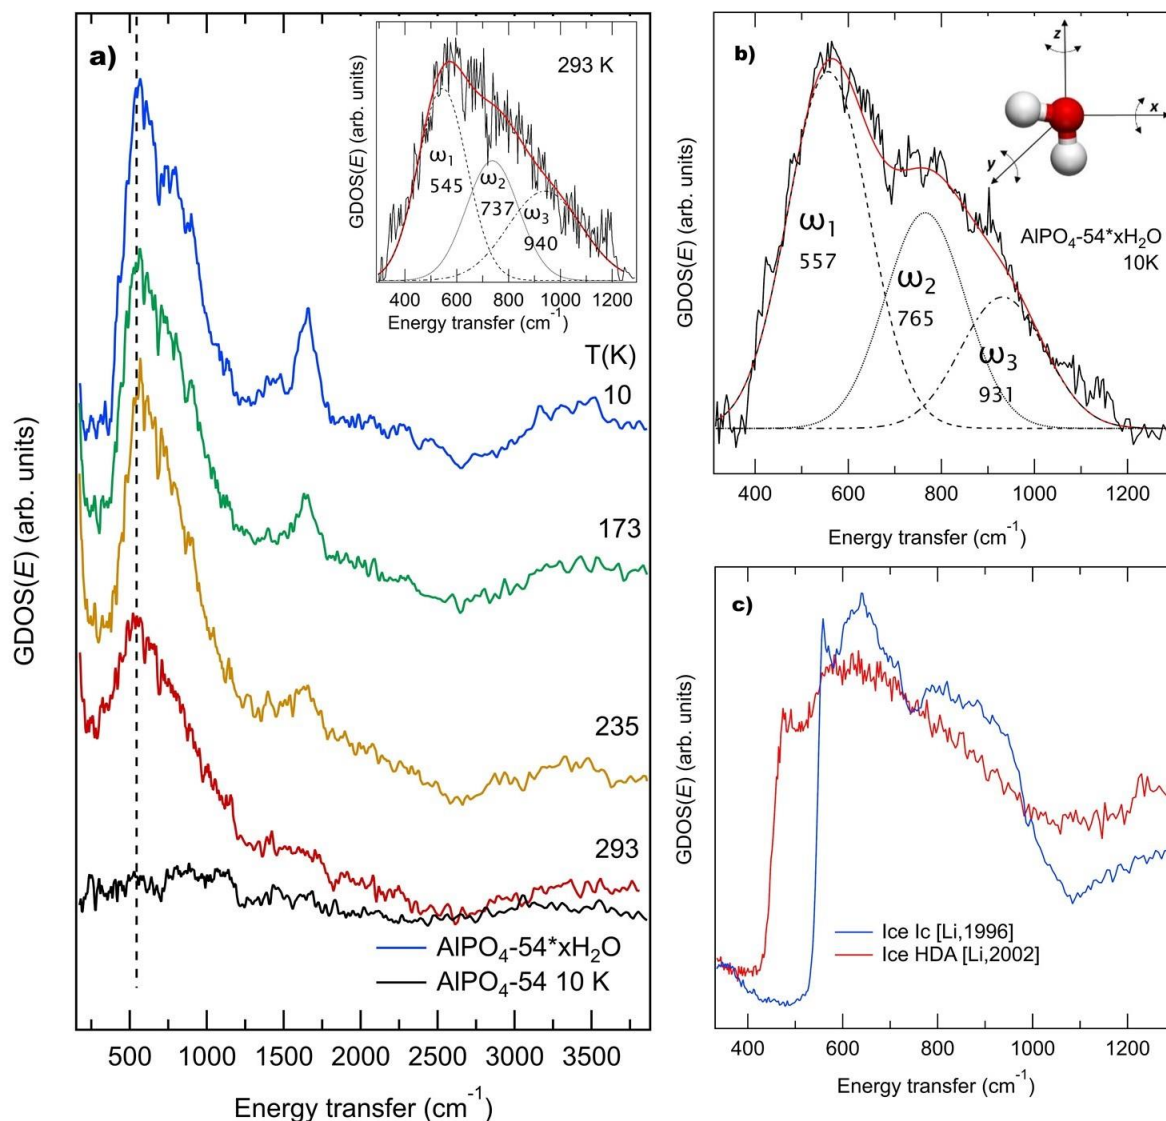 a)
293 K
GDOS(E) (arb. units)
ω1
545
ω2
737
ω3
940
400 600 800 1000 1200
Energy transfer (cm-1)
T(K)
10
173
235
293
AlPO4-54*xH2O
AlPO4-54 10 K
GDOS(E) (arb. units)
500 1000 1500 2000 2500 3000 3500
Energy transfer (cm-1)
b)
z
x
y
AlPO4-54*xH2O
10K
ω1
557
ω2
765
ω3
931
GDOS(E) (arb. units)
400 600 800 1000 1200
Energy transfer (cm-1)
c)
GDOS(E) (arb. units)
Ice Ic [Li,1996]
Ice HDA [Li,2002]
400 600 800 1000 1200
Energy transfer (cm-1)